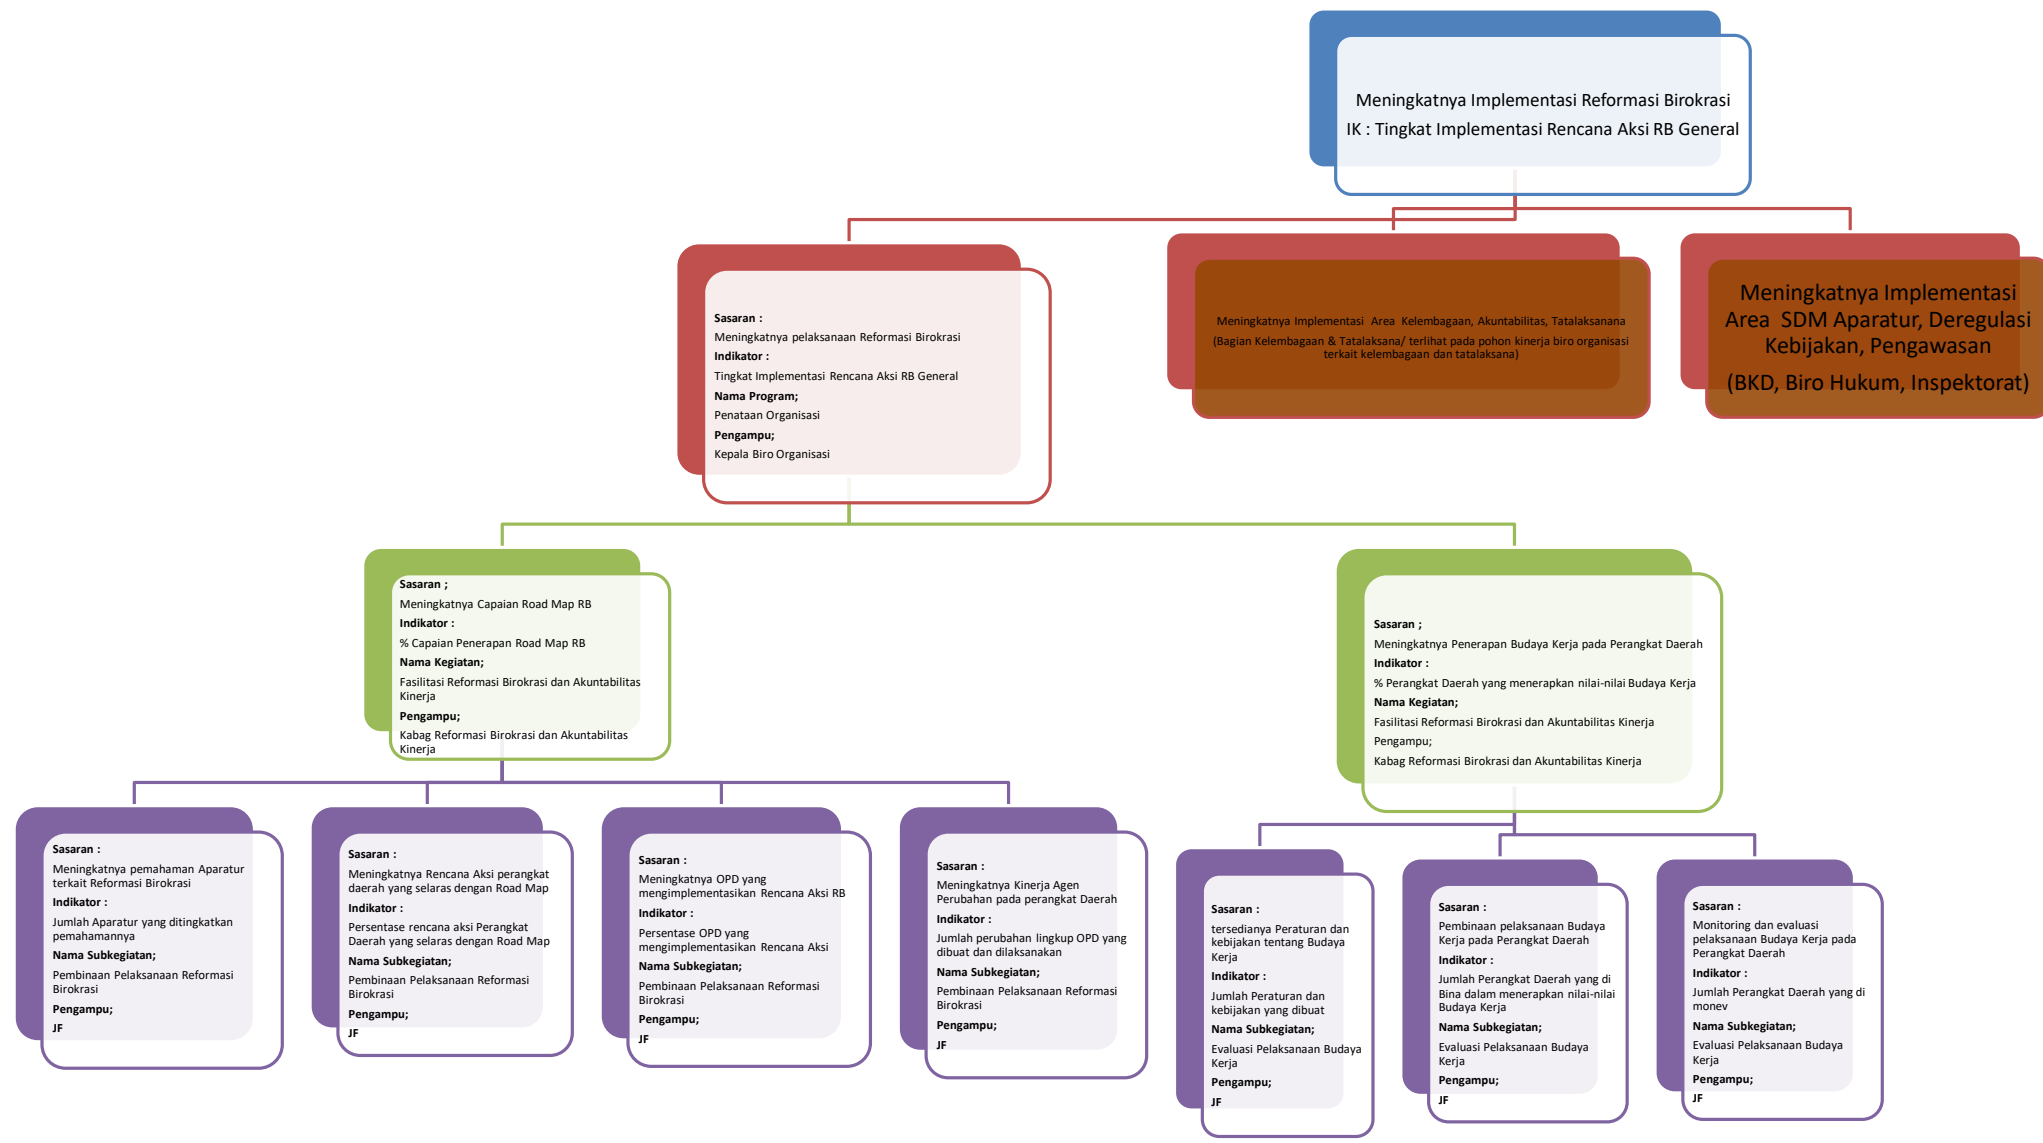 Meningkatnya Implementasi Reformasi Birokrasi
IK : Tingkat Implementasi Rencana Aksi RB General
Sasaran :
Meningkatnya pelaksanaan Reformasi Birokrasi
Indikator :
Tingkat Implementasi Rencana Aksi RB General
Nama Program;
Penataan Organisasi
Pengampu;
Kepala Biro Organisasi
Meningkatnya Implementasi Area Kelembagaan, Akuntabilitas, Tatalaksanana
(Bagian Kelembagaan & Tatalaksana/ terlihat pada pohon kinerja biro organisasi
terkait kelembagaan dan tatalaksana)
Meningkatnya Implementasi
Area SDM Aparatur, Deregulasi
Kebijakan, Pengawasan
(BKD, Biro Hukum, Inspektorat)
Sasaran ;
Meningkatnya Capaian Road Map RB
Indikator :
% Capaian Penerapan Road Map RB
Nama Kegiatan;
Fasilitasi Reformasi Birokrasi dan Akuntabilitas
Kinerja
Pengampu;
Kabag Reformasi Birokrasi dan Akuntabilitas
Kinerja
Sasaran ;
Meningkatnya Penerapan Budaya Kerja pada Perangkat Daerah
Indikator :
% Perangkat Daerah yang menerapkan nilai-nilai Budaya Kerja
Nama Kegiatan;
Fasilitasi Reformasi Birokrasi dan Akuntabilitas Kinerja
Pengampu;
Kabag Reformasi Birokrasi dan Akuntabilitas Kinerja
Sasaran :
Meningkatnya pemahaman Aparatur
terkait Reformasi Birokrasi
Indikator :
Jumlah Aparatur yang ditingkatkan
pemahamannya
Nama Subkegiatan;
Pembinaan Pelaksanaan Reformasi
Birokrasi
Pengampu;
JF
Sasaran :
Meningkatnya Rencana Aksi perangkat
daerah yang selaras dengan Road Map
Indikator :
Persentase rencana aksi Perangkat
Daerah yang selaras dengan Road Map
Nama Subkegiatan;
Pembinaan Pelaksanaan Reformasi
Birokrasi
Pengampu;
JF
Sasaran :
Meningkatnya OPD yang
mengimplementasikan Rencana Aksi RB
Indikator :
Persentase OPD yang
mengimplementasikan Rencana Aksi
Nama Subkegiatan;
Pembinaan Pelaksanaan Reformasi
Birokrasi
Pengampu;
JF
Sasaran :
Meningkatnya Kinerja Agen
Perubahan pada perangkat Daerah
Indikator :
Jumlah perubahan lingkup OPD yang
dibuat dan dilaksanakan
Nama Subkegiatan;
Pembinaan Pelaksanaan Reformasi
Birokrasi
Pengampu;
JF
Sasaran :
tersedianya Peraturan dan
kebijakan tentang Budaya
Kerja
Indikator :
Jumlah Peraturan dan
kebijakan yang dibuat
Nama Subkegiatan;
Evaluasi Pelaksanaan Budaya
Kerja
Pengampu;
JF
Sasaran :
Pembinaan pelaksanaan Budaya
Kerja pada Perangkat Daerah
Indikator :
Jumlah Perangkat Daerah yang di
Bina dalam menerapkan nilai-nilai
Budaya Kerja
Nama Subkegiatan;
Evaluasi Pelaksanaan Budaya
Kerja
Pengampu;
JF
Sasaran :
Monitoring dan evaluasi
pelaksanaan Budaya Kerja pada
Perangkat Daerah
Indikator :
Jumlah Perangkat Daerah yang di
monev
Nama Subkegiatan;
Evaluasi Pelaksanaan Budaya
Kerja
Pengampu;
JF